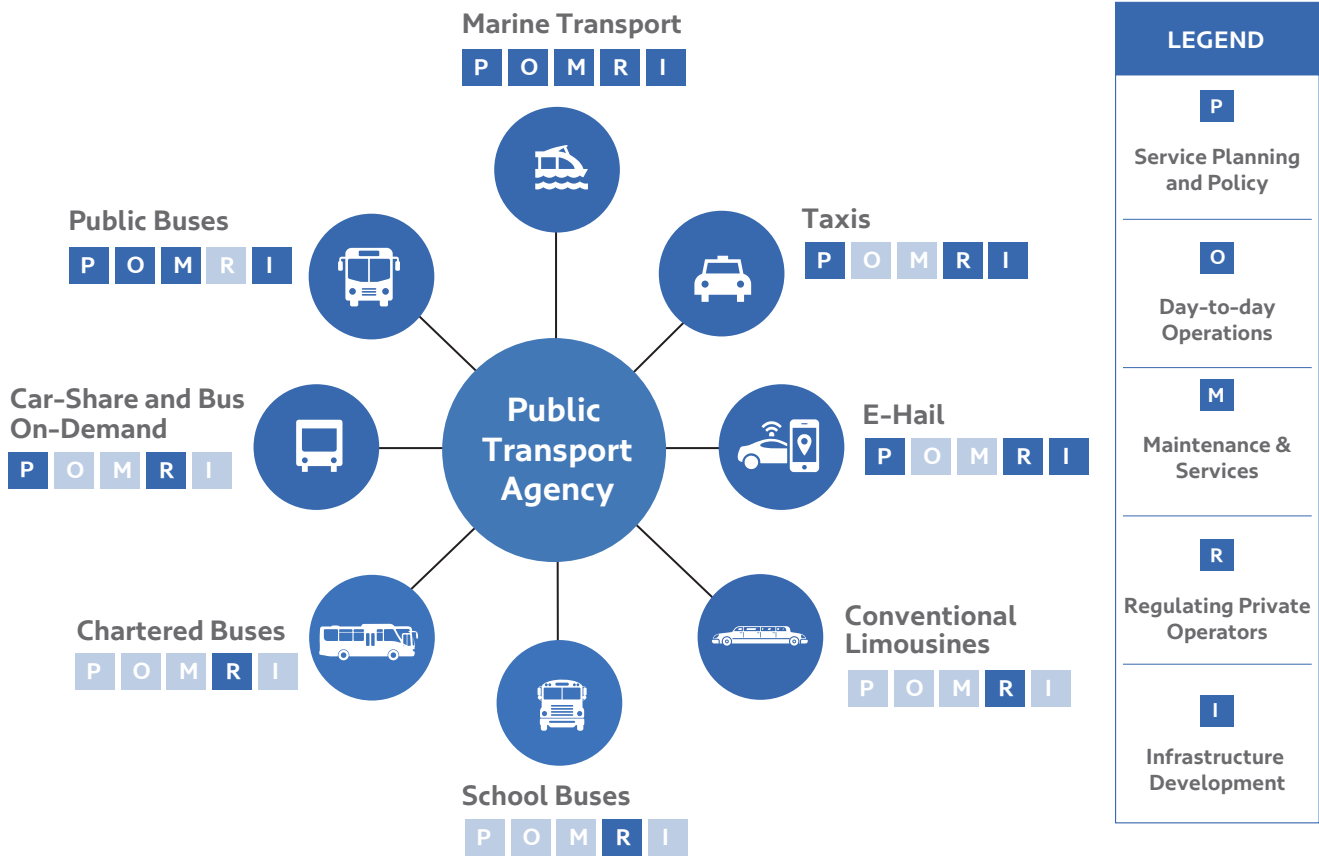 Marine Transport
P O M R I
Public Buses
P O M R I
Taxis
P O M R I
Car-Share and Bus
On-Demand
P O M R I
Public
Transport
Agency
E-Hail
P O M R I
Chartered Buses
P O M R I
Conventional
Limousines
P O M R I
School Buses
P O M R I
LEGEND
P
Service Planning
and Policy
O
Day-to-day
Operations
M
Maintenance &
Services
R
Regulating Private
Operators
I
Infrastructure
Development